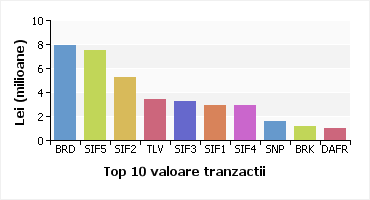 Lei (milioane)
10
8
6
4
2
0
BRD SIF5 SIF2 TLV SIF3 SIF1 SIF4 SNP BRK DAFR
Top 10 valoare tranzactii